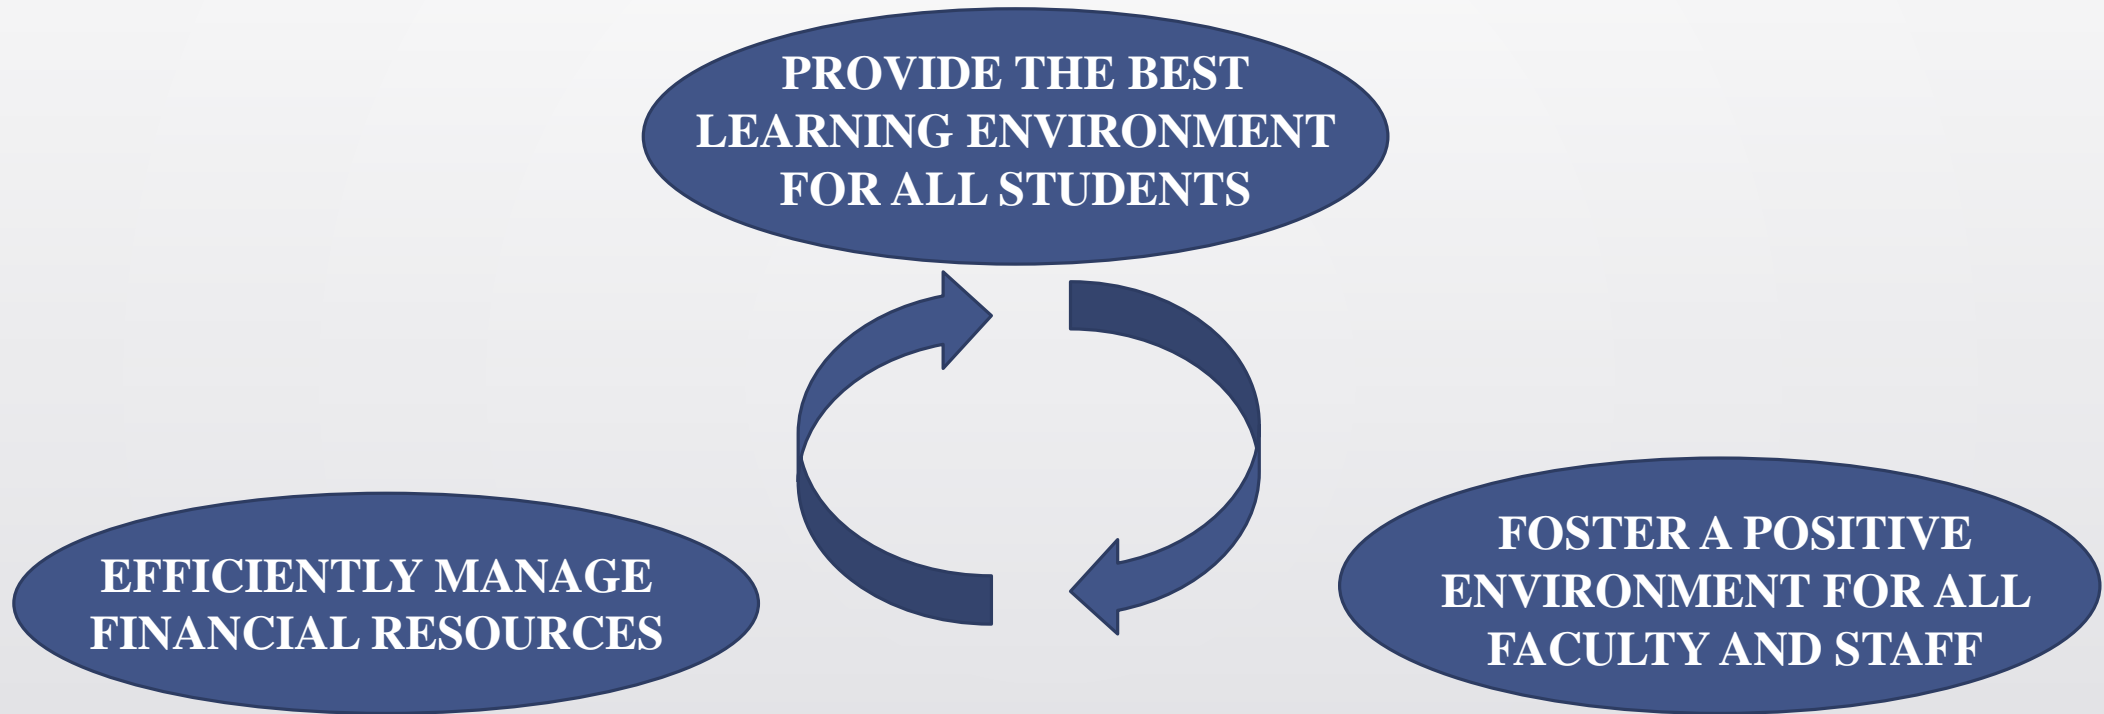 PROVIDE THE BEST
LEARNING ENVIRONMENT
FOR ALL STUDENTS
EFFICIENTLY MANAGE
FINANCIAL RESOURCES
FOSTER A POSITIVE
ENVIRONMENT FOR ALL
FACULTY AND STAFF